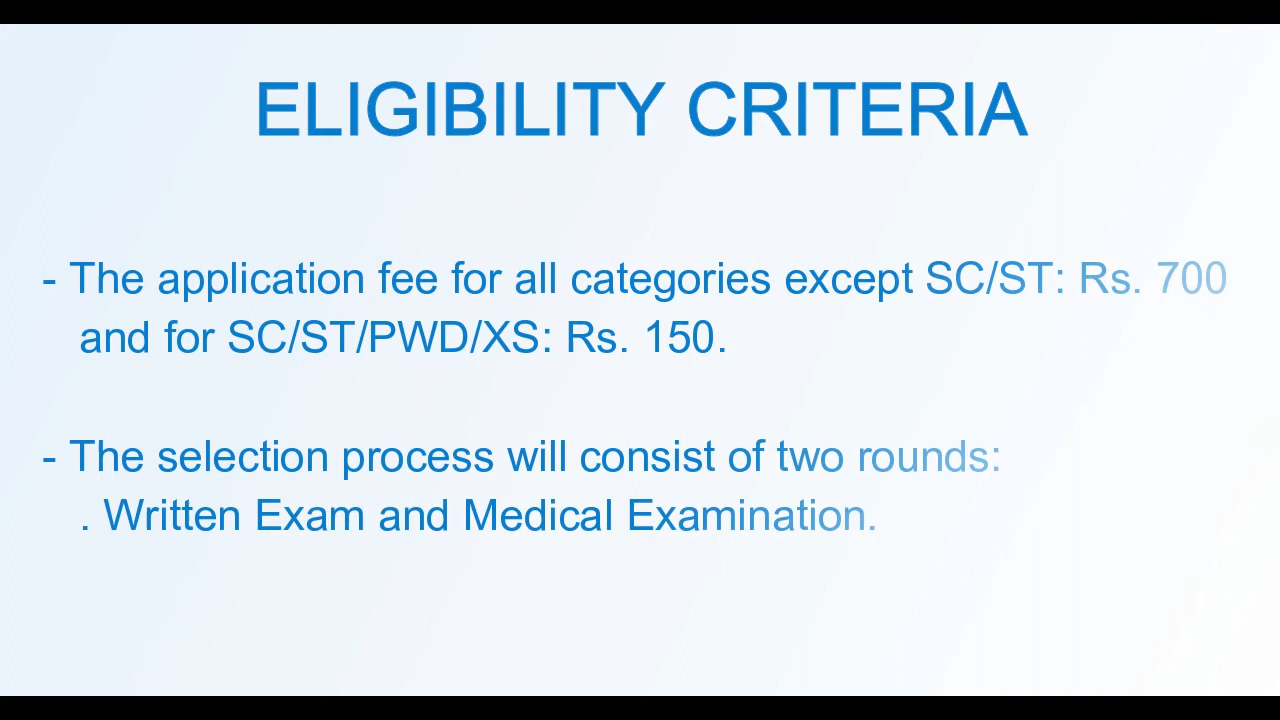 ELIGIBILITY CRITERIA
- The application fee for all categories except SC/ST: Rs. 700
and for SC/ST/PWD/XS: Rs. 150.
- The selection process will consist of two rounds:
. Written Exam and Medical Examination.